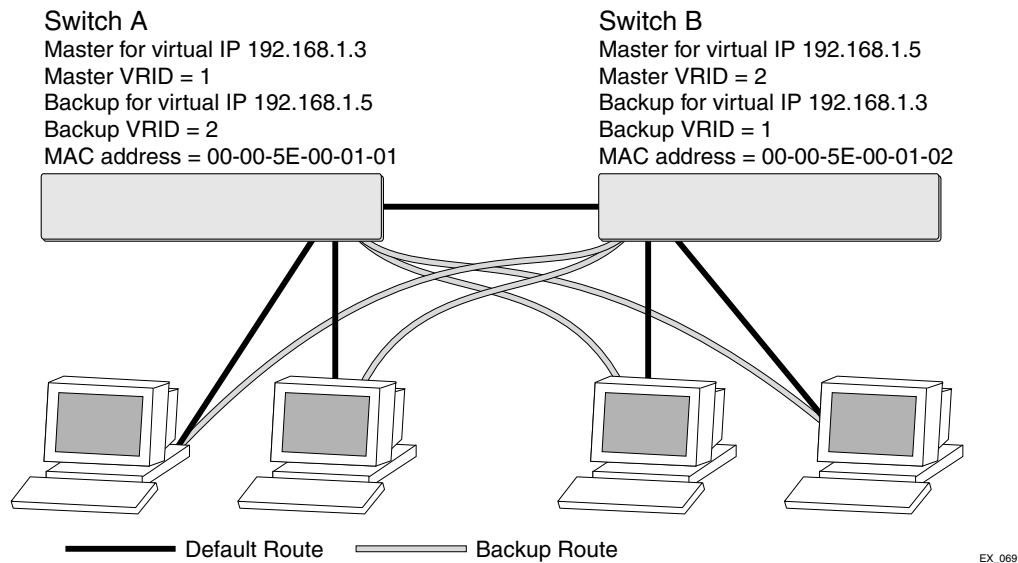 Switch A
Master for virtual IP 192.168.1.3
Master VRID = 1
Backup for virtual IP 192.168.1.5
Backup VRID = 2
MAC address = 00-00-5E-00-01-01
Switch B
Master for virtual IP 192.168.1.5
Master VRID = 2
Backup for virtual IP 192.168.1.3
Backup VRID = 1
MAC address = 00-00-5E-00-01-02
Default Route
Backup Route
EX_069